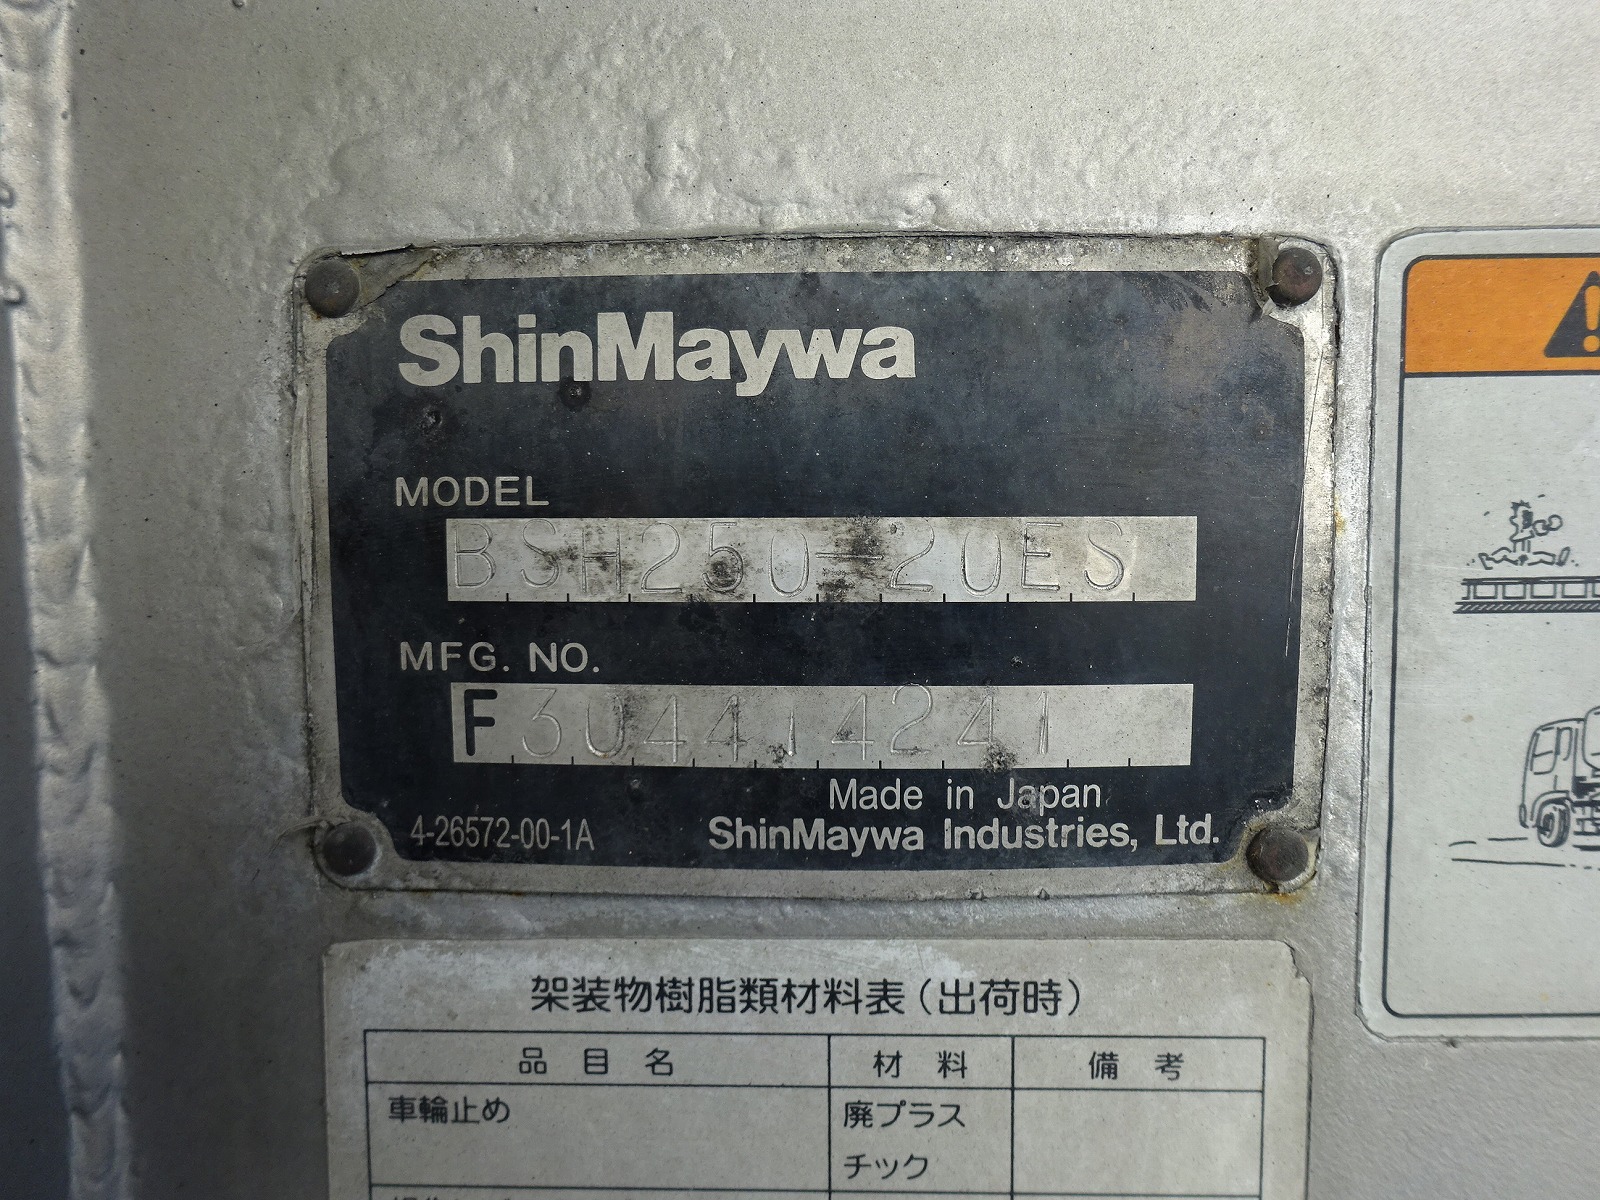 ShinMaywa
MODEL
BSH250-20ES
MFG. NO.
F304414241
Made in Japan
4-26572-00-1A
ShinMaywa Industries, Ltd.
架装物樹脂類材料表(出荷時)
品目名 材料 備考
車輪止め 廃プラス
チック